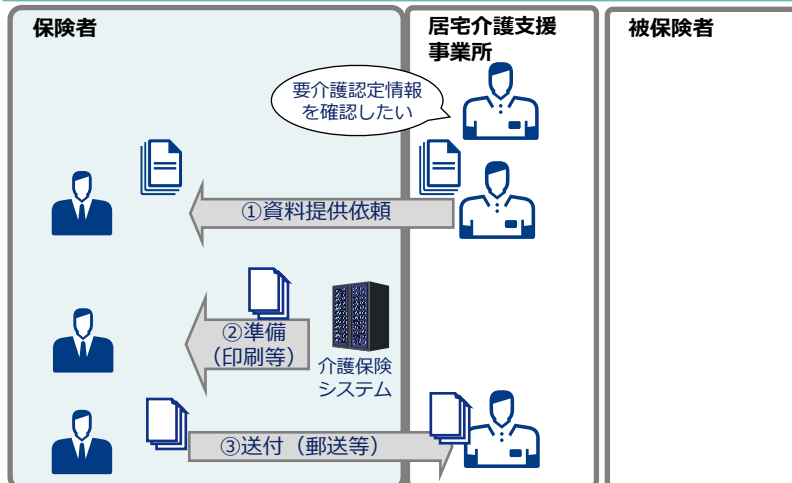 保険者
居宅介護支援
事業所
被保険者
要介護認定情報
を確認したい
①資料提供依頼
②準備
（印刷等）
介護保険
システム
③送付（郵送等）